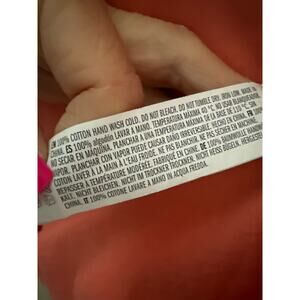 EN 100% COTTON HAND WASH COLD. DO NOT BLEACH. DO NOT TUMBLE DRY. IRON LOW. MADE IN
CHINA. ES 100% algodón LAVAR A MANO. TEMPERATURA MÁXIMA 40 °C. NO USAR BLANQUEADOR.
NO SECAR EN MÁQUINA. PLANCHAR A UNA TEMPERATURA MÁXIMA DE LA BASE DE 110 °C. SIN
VAPOR. PLANCHAR CON VAPOR PUEDE CAUSAR DAÑO IRREVERSIBLE. HECHO EN CHINA. FR 100%
COTON LAVER À LA MAIN À L'EAU FROIDE. NE PAS BLANCHIR. NE PAS
REPASSER À TEMPÉRATURE MODÉRÉE. FABRIQUÉ EN CHINE. DE 100% BAUMWOLLE HANDWÄSCHE
KALT. NICHT BLEICHEN. NICHT IM TROCKNER TROCKNEN. NICHT HEISS BÜGELN. HERGESTELLT
CHINA. IT 100% COTONE LAVARE A MANO IN ACQUA FREDDA.